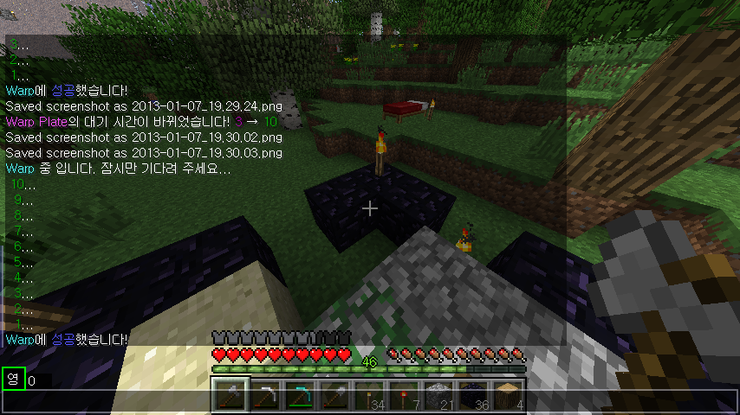 3...
2...
1...
Warp에 성공했습니다!
Saved screenshot as 2013-01-07_19.29.24.png
Warp Plate의 대기 시간이 바뀌었습니다! 3 → 10
Saved screenshot as 2013-01-07_19.30.02.png
Saved screenshot as 2013-01-07_19.30.03.png
Warp 중 입니다. 잠시만 기다려 주세요...
10...
9...
8...
7...
6...
5...
4...
3...
2...
1...
Warp에 성공했습니다!
46
영 0
34 7 21 36 4